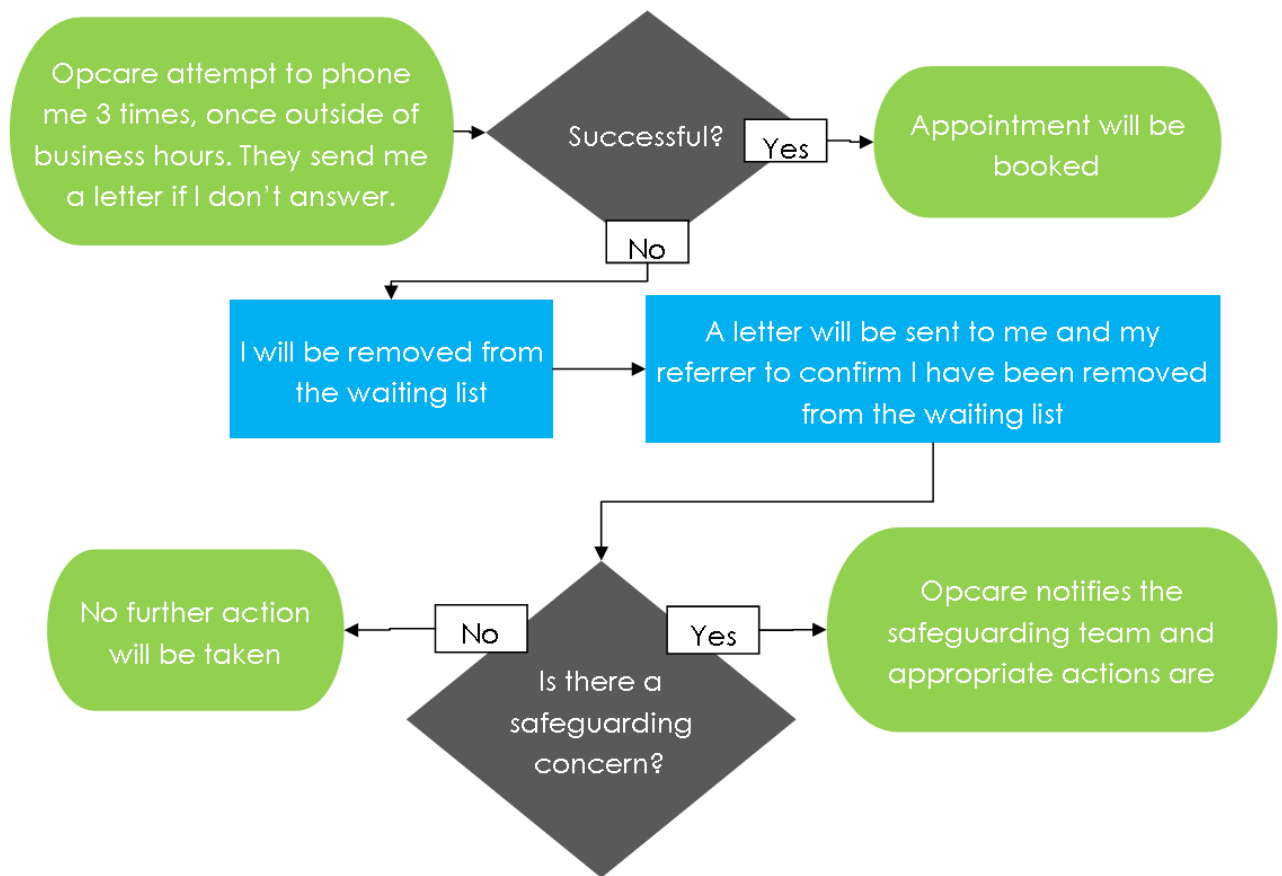 Opcare attempt to phone
me 3 times, once outside of
business hours. They send me
a letter if I don’t answer.
Successful?
Yes
Appointment will be
booked
No
I will be removed from
the waiting list
A letter will be sent to me and my
referrer to confirm I have been removed
from the waiting list
No further action
will be taken
No
Yes
Is there a
safeguarding
concern?
Opcare notifies the
safeguarding team and
appropriate actions are